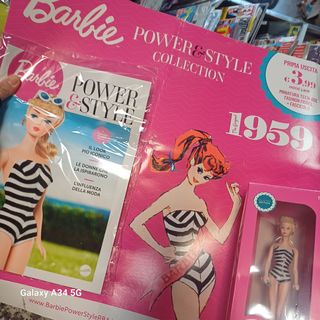 Barbie
POWER&STYLE
COLLECTION
PRIMA USCITA
€3,99
1959
Barbie
POWER
&STYLE
IL LOOK
PIÙ ICONICO
LE DONNE CHE
LA ISPIRARONO
L'INFLUENZA
DELLA MODA
Barbie
BarbiePowerStyle
Galaxy A34 5G